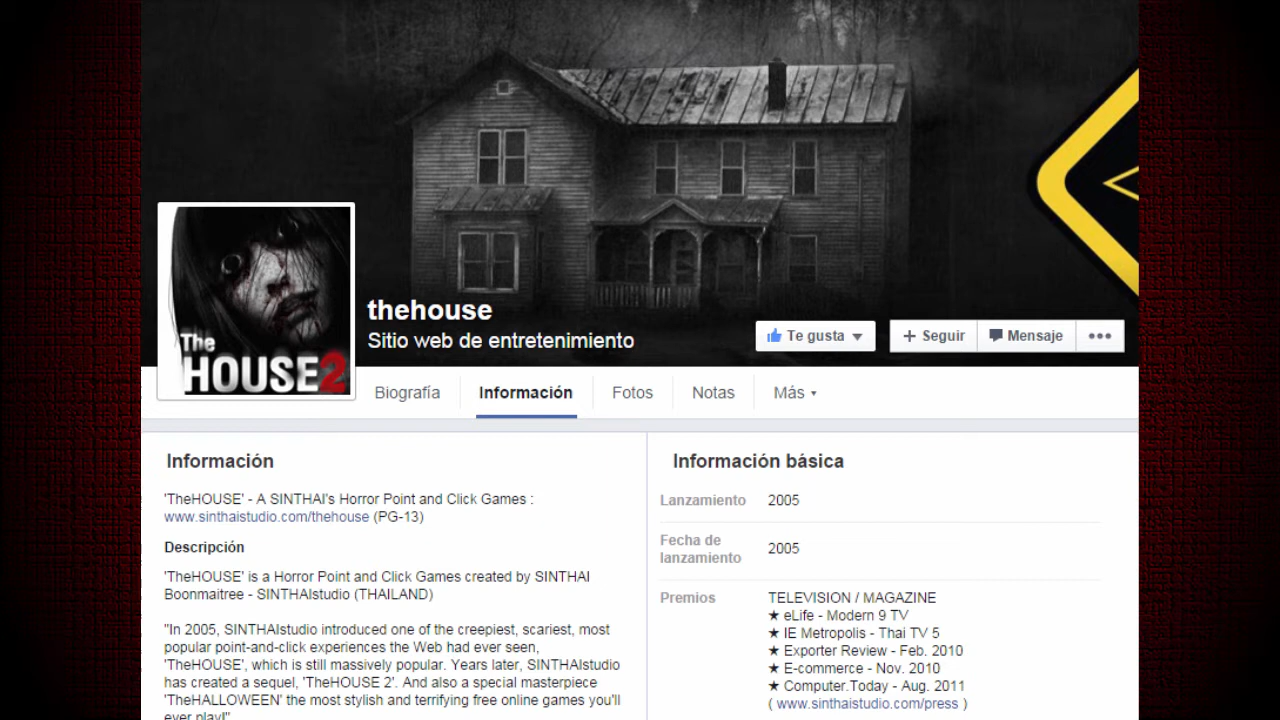 thehouse
Sitio web de entretenimiento
Te gusta
Seguir
Mensaje
The
HOUSE2
Biografía
Información
Fotos
Notas
Más
Información
'TheHOUSE' - A SINTHAI's Horror Point and Click Games :
www.sinthaistudio.com/thehouse (PG-13)
Descripción
'TheHOUSE' is a Horror Point and Click Games created by SINTHAI
Boonmaitree - SINTHAIstudio (THAILAND)
"In 2005, SINTHAIstudio introduced one of the creepiest, scariest, most
popular point-and-click experiences the Web had ever seen,
'TheHOUSE', which is still massively popular. Years later, SINTHAIstudio
has created a sequel, 'TheHOUSE 2'. And also a special masterpiece
'TheHALLOWEEN' the most stylish and terrifying free online games you'll
ever play!"
Información básica
Lanzamiento 2005
Fecha de
lanzamiento 2005
Premios TELEVISION / MAGAZINE
★ eLife - Modern 9 TV
★ IE Metropolis - Thai TV 5
★ Exporter Review - Feb. 2010
★ E-commerce - Nov. 2010
★ Computer.Today - Aug. 2011
( www.sinthaistudio.com/press )